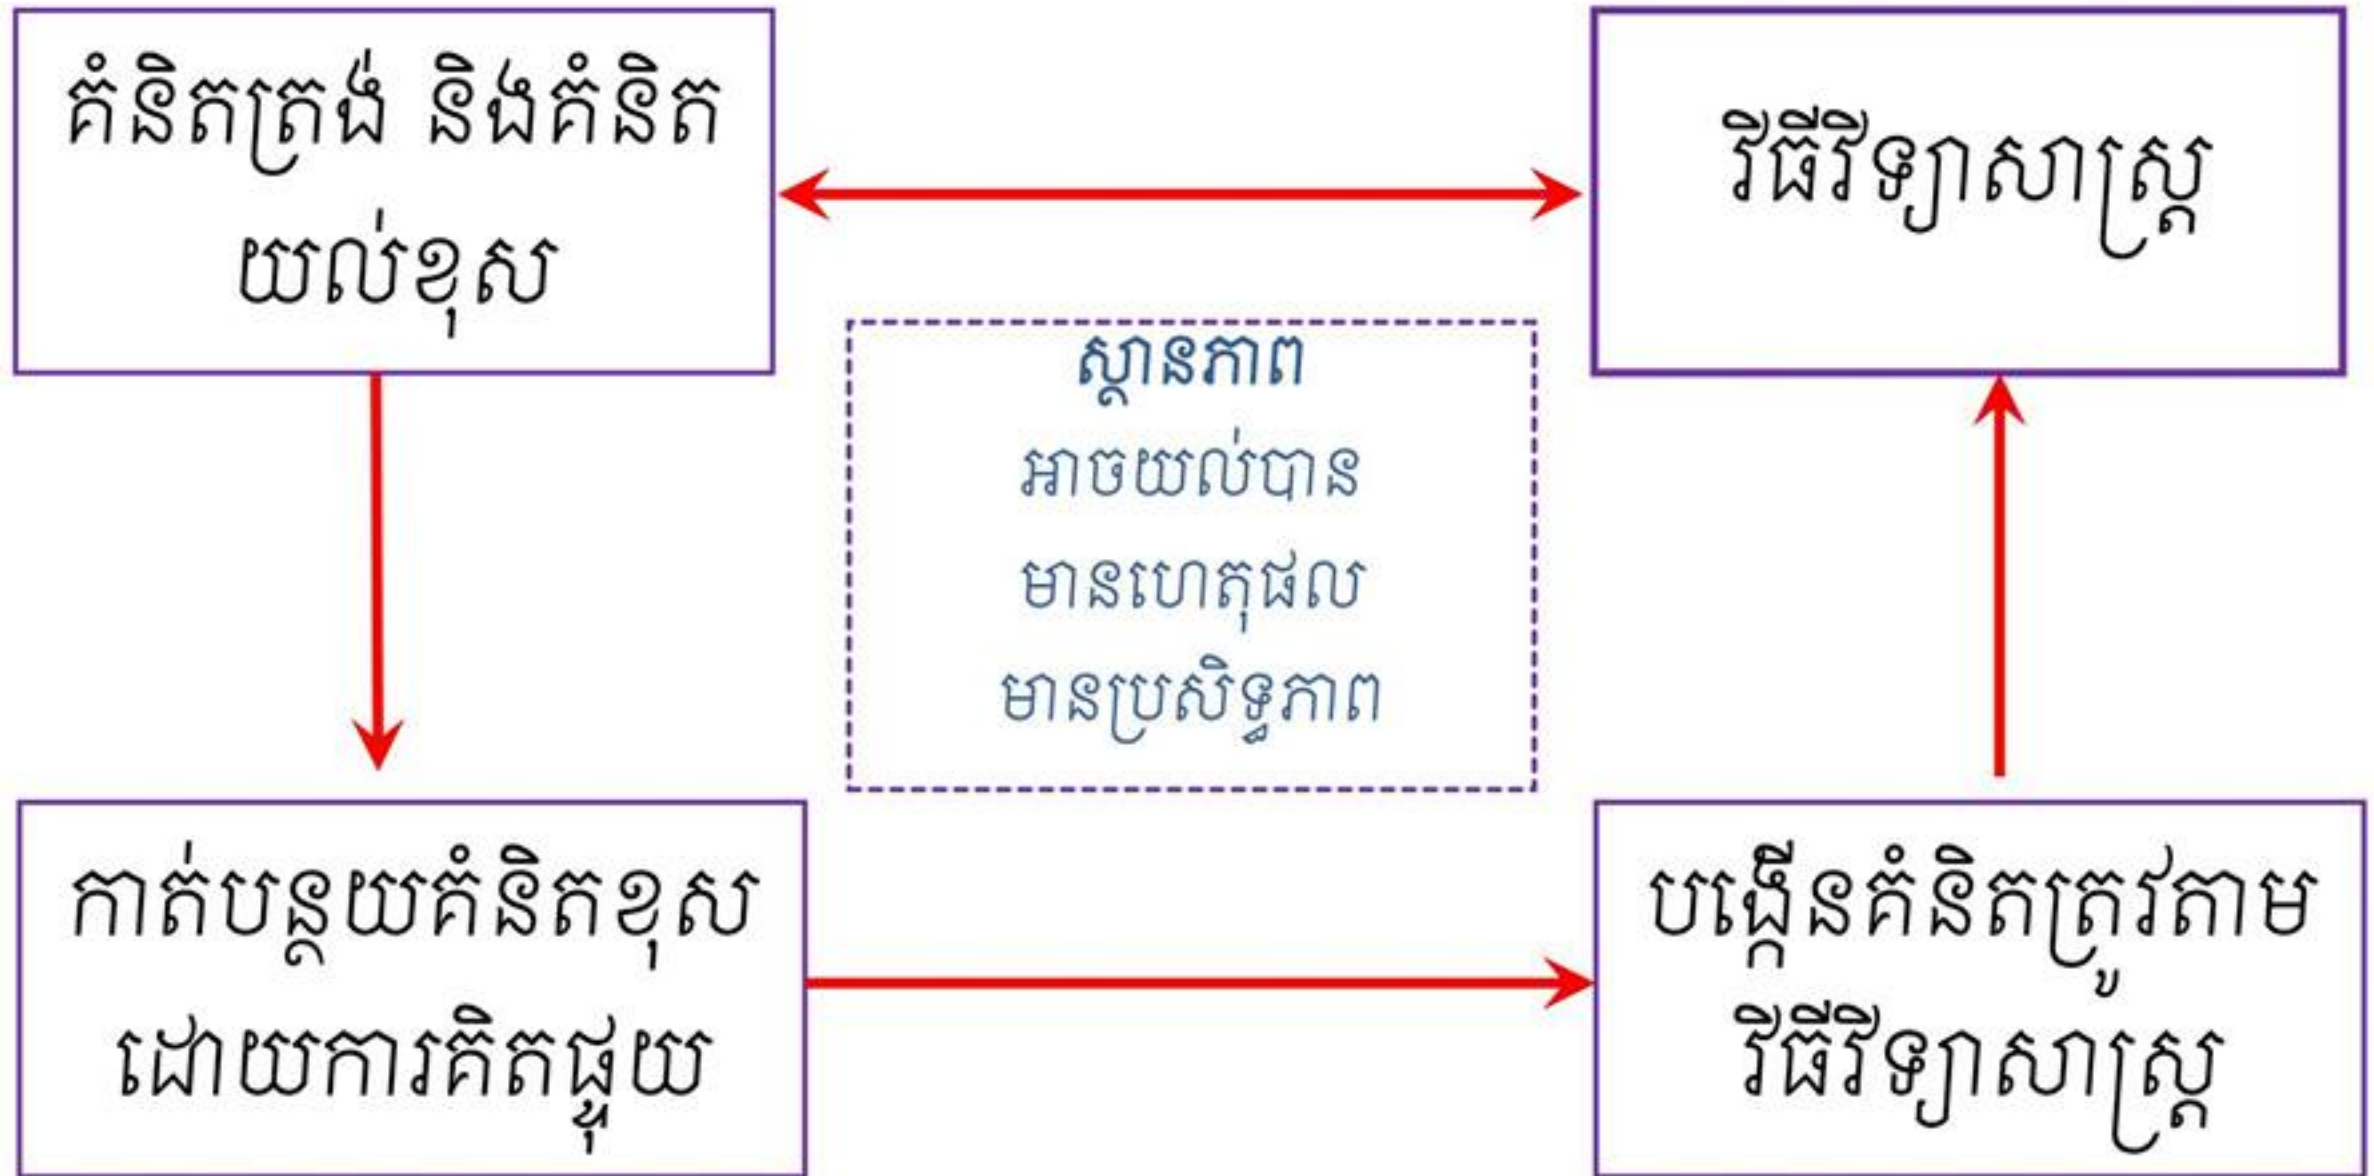 គំនិតត្រង់ និងគំនិត
យល់ខុស
វិធីវិទ្យាសាស្ត្រ
ស្ថានភាព
អាចយល់បាន
មានហេតុផល
មានប្រសិទ្ធភាព
កាត់បន្ថយគំនិតខុស
ដោយការគិតផ្ទុយ
បង្កើនគំនិតត្រូវតាម
វិធីវិទ្យាសាស្ត្រ